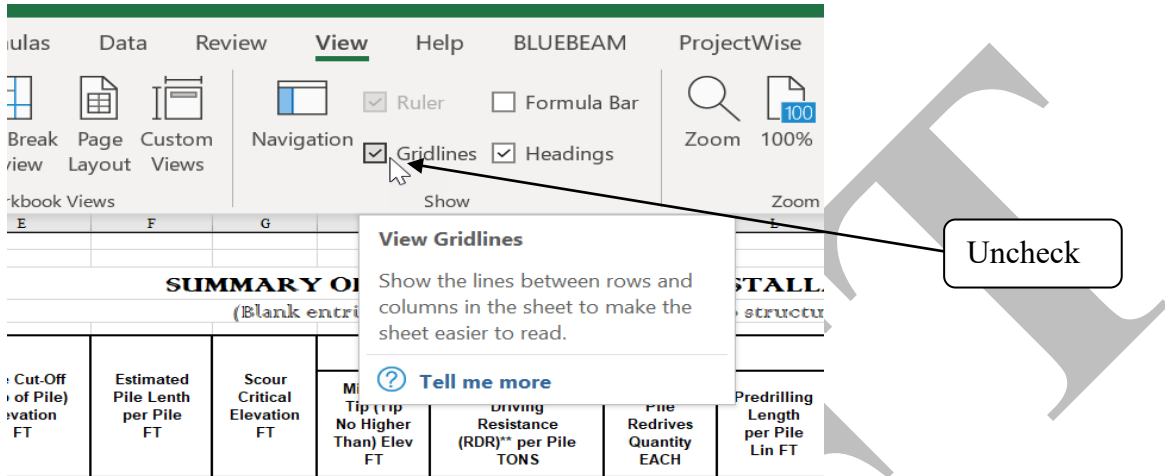 ulas Data Review View Help BLUEBEAM ProjectWise
Ruler Formula Bar 100
Break Page Custom Navigation Zoom 100%
view Layout Views Gridlines Headings
rkbook Views Show Zoom
E F G L
View Gridlines
Show the lines between rows and
columns in the sheet to make the
sheet easier to read.
Tell me more
Uncheck
SUMMARY STALL
(Blank entri structu
Cut-Off
of Pile)
evation
FT
Estimated
Pile Lenth
per Pile
FT
Scour
Critical
Elevation
FT
Mi
Tip (Tip
No Higher
Than) Elev
FT
Driving
Resistance
(RDR)** per Pile
TONS
Pile
Redrives
Quantity
EACH
Predrilling
Length
per Pile
Lin FT